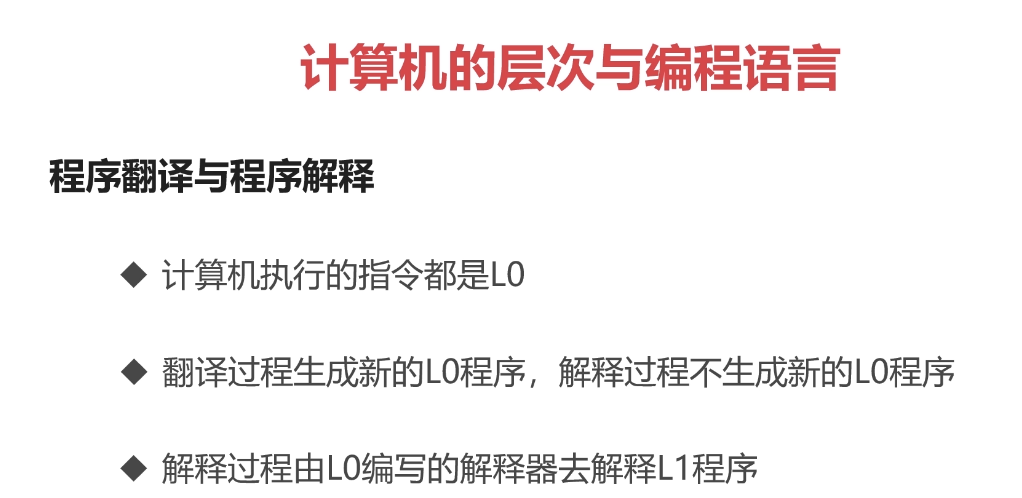 计算机的层次与编程语言
程序翻译与程序解释
◆ 计算机执行的指令都是L0
◆ 翻译过程生成新的L0程序，解释过程不生成新的L0程序
◆ 解释过程由L0编写的解释器去解释L1程序